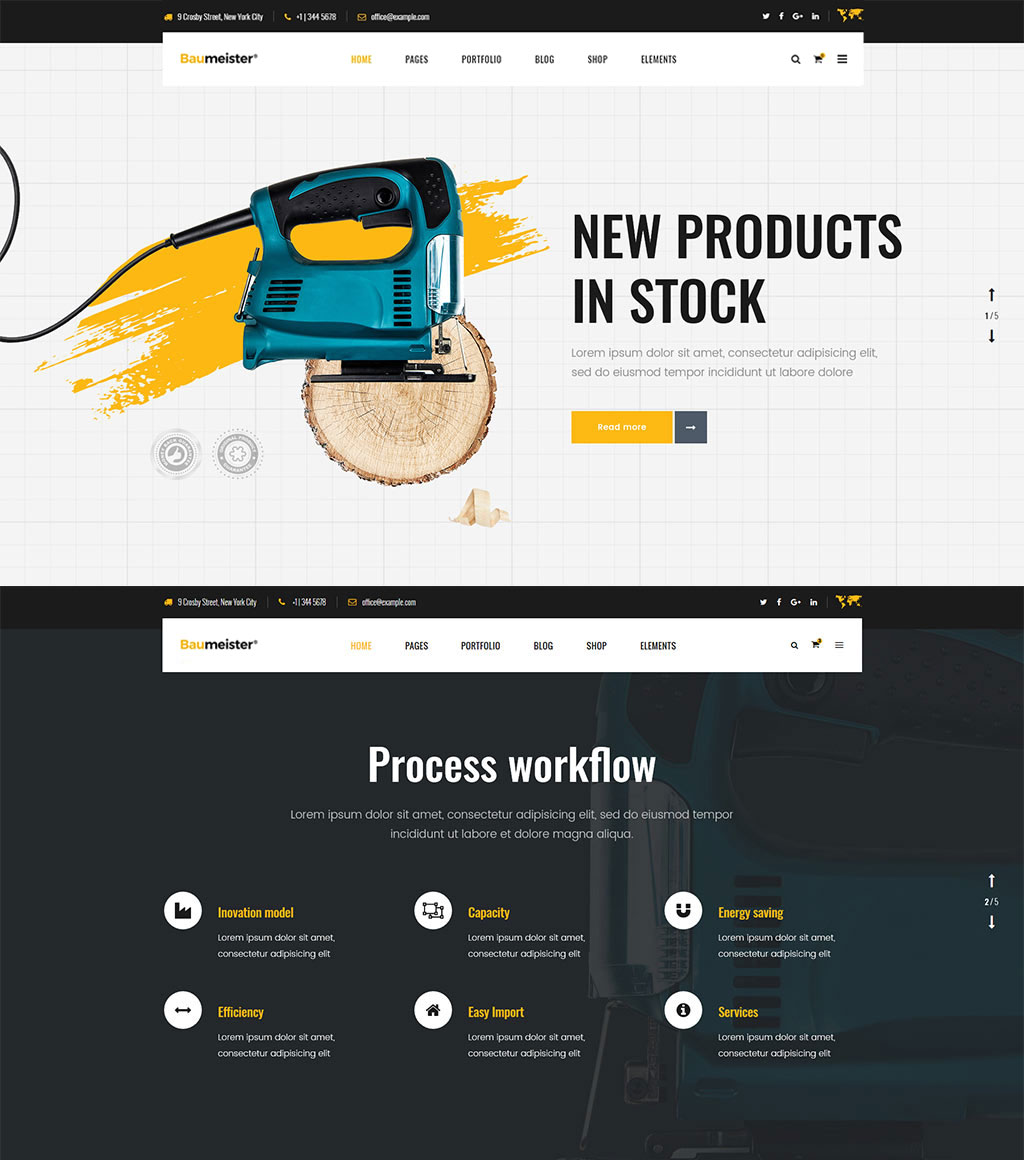 9 Crosby Street, New York City
+1 | 344 5678
office@example.com
Baumeister®
HOME
PAGES
PORTFOLIO
BLOG
SHOP
ELEMENTS
NEW PRODUCTS
IN STOCK
Lorem ipsum dolor sit amet, consectetur adipisicing elit,
sed do eiusmod tempor incididunt ut labore dolore
Read more
1 / 5
9 Crosby Street, New York City
+1 | 344 5678
office@example.com
Baumeister®
HOME
PAGES
PORTFOLIO
BLOG
SHOP
ELEMENTS
Process workflow
Lorem ipsum dolor sit amet, consectetur adipisicing elit, sed do eiusmod tempor
incididunt ut labore et dolore magna aliqua.
Inovation model
Lorem ipsum dolor sit amet,
consectetur adipisicing elit
Capacity
Lorem ipsum dolor sit amet,
consectetur adipisicing elit
Energy saving
Lorem ipsum dolor sit amet,
consectetur adipisicing elit
2 / 5
Efficiency
Lorem ipsum dolor sit amet,
consectetur adipisicing elit
Easy Import
Lorem ipsum dolor sit amet,
consectetur adipisicing elit
Services
Lorem ipsum dolor sit amet,
consectetur adipisicing elit